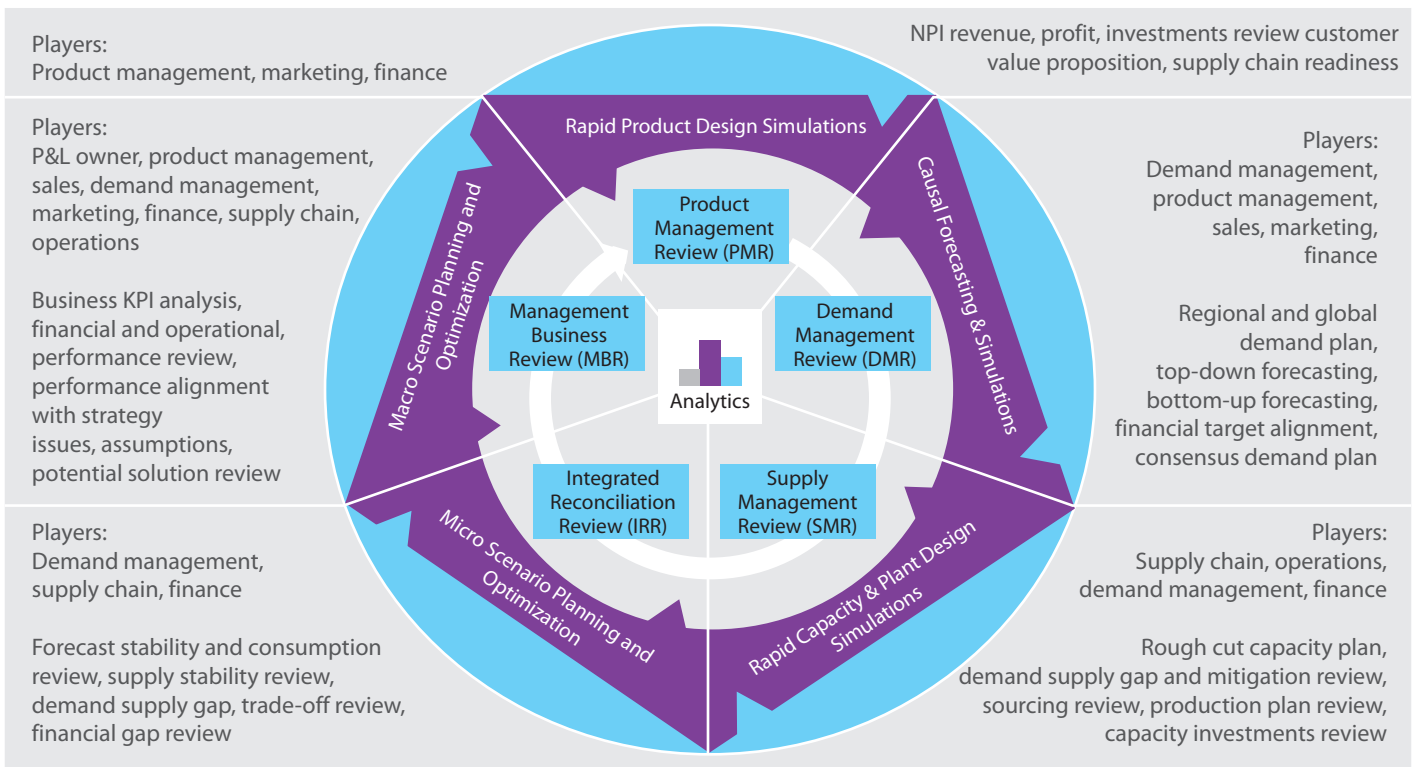 Players:
Product management, marketing, finance
NPI revenue, profit, investments review customer
value proposition, supply chain readiness
Players:
P&L owner, product management,
sales, demand management,
marketing, finance, supply chain,
operations
Business KPI analysis,
financial and operational,
performance review,
performance alignment
with strategy
issues, assumptions,
potential solution review
Players:
Demand management,
supply chain, finance
Forecast stability and consumption
review, supply stability review,
demand supply gap, trade-off review,
financial gap review
Rapid Product Design Simulations
Causal Forecasting & Simulations
Rapid Capacity & Plant Design
Simulations
Micro Scenario Planning and
Optimization
Macro Scenario Planning and
Optimization
Product
Management
Review (PMR)
Demand
Management
Review (DMR)
Supply
Management
Review (SMR)
Integrated
Reconciliation
Review (IRR)
Management
Business
Review (MBR)
Analytics
Players:
Demand management,
product management,
sales, marketing,
finance
Regional and global
demand plan,
top-down forecasting,
bottom-up forecasting,
financial target alignment,
consensus demand plan
Players:
Supply chain, operations,
demand management, finance
Rough cut capacity plan,
demand supply gap and mitigation review,
sourcing review, production plan review,
capacity investments review